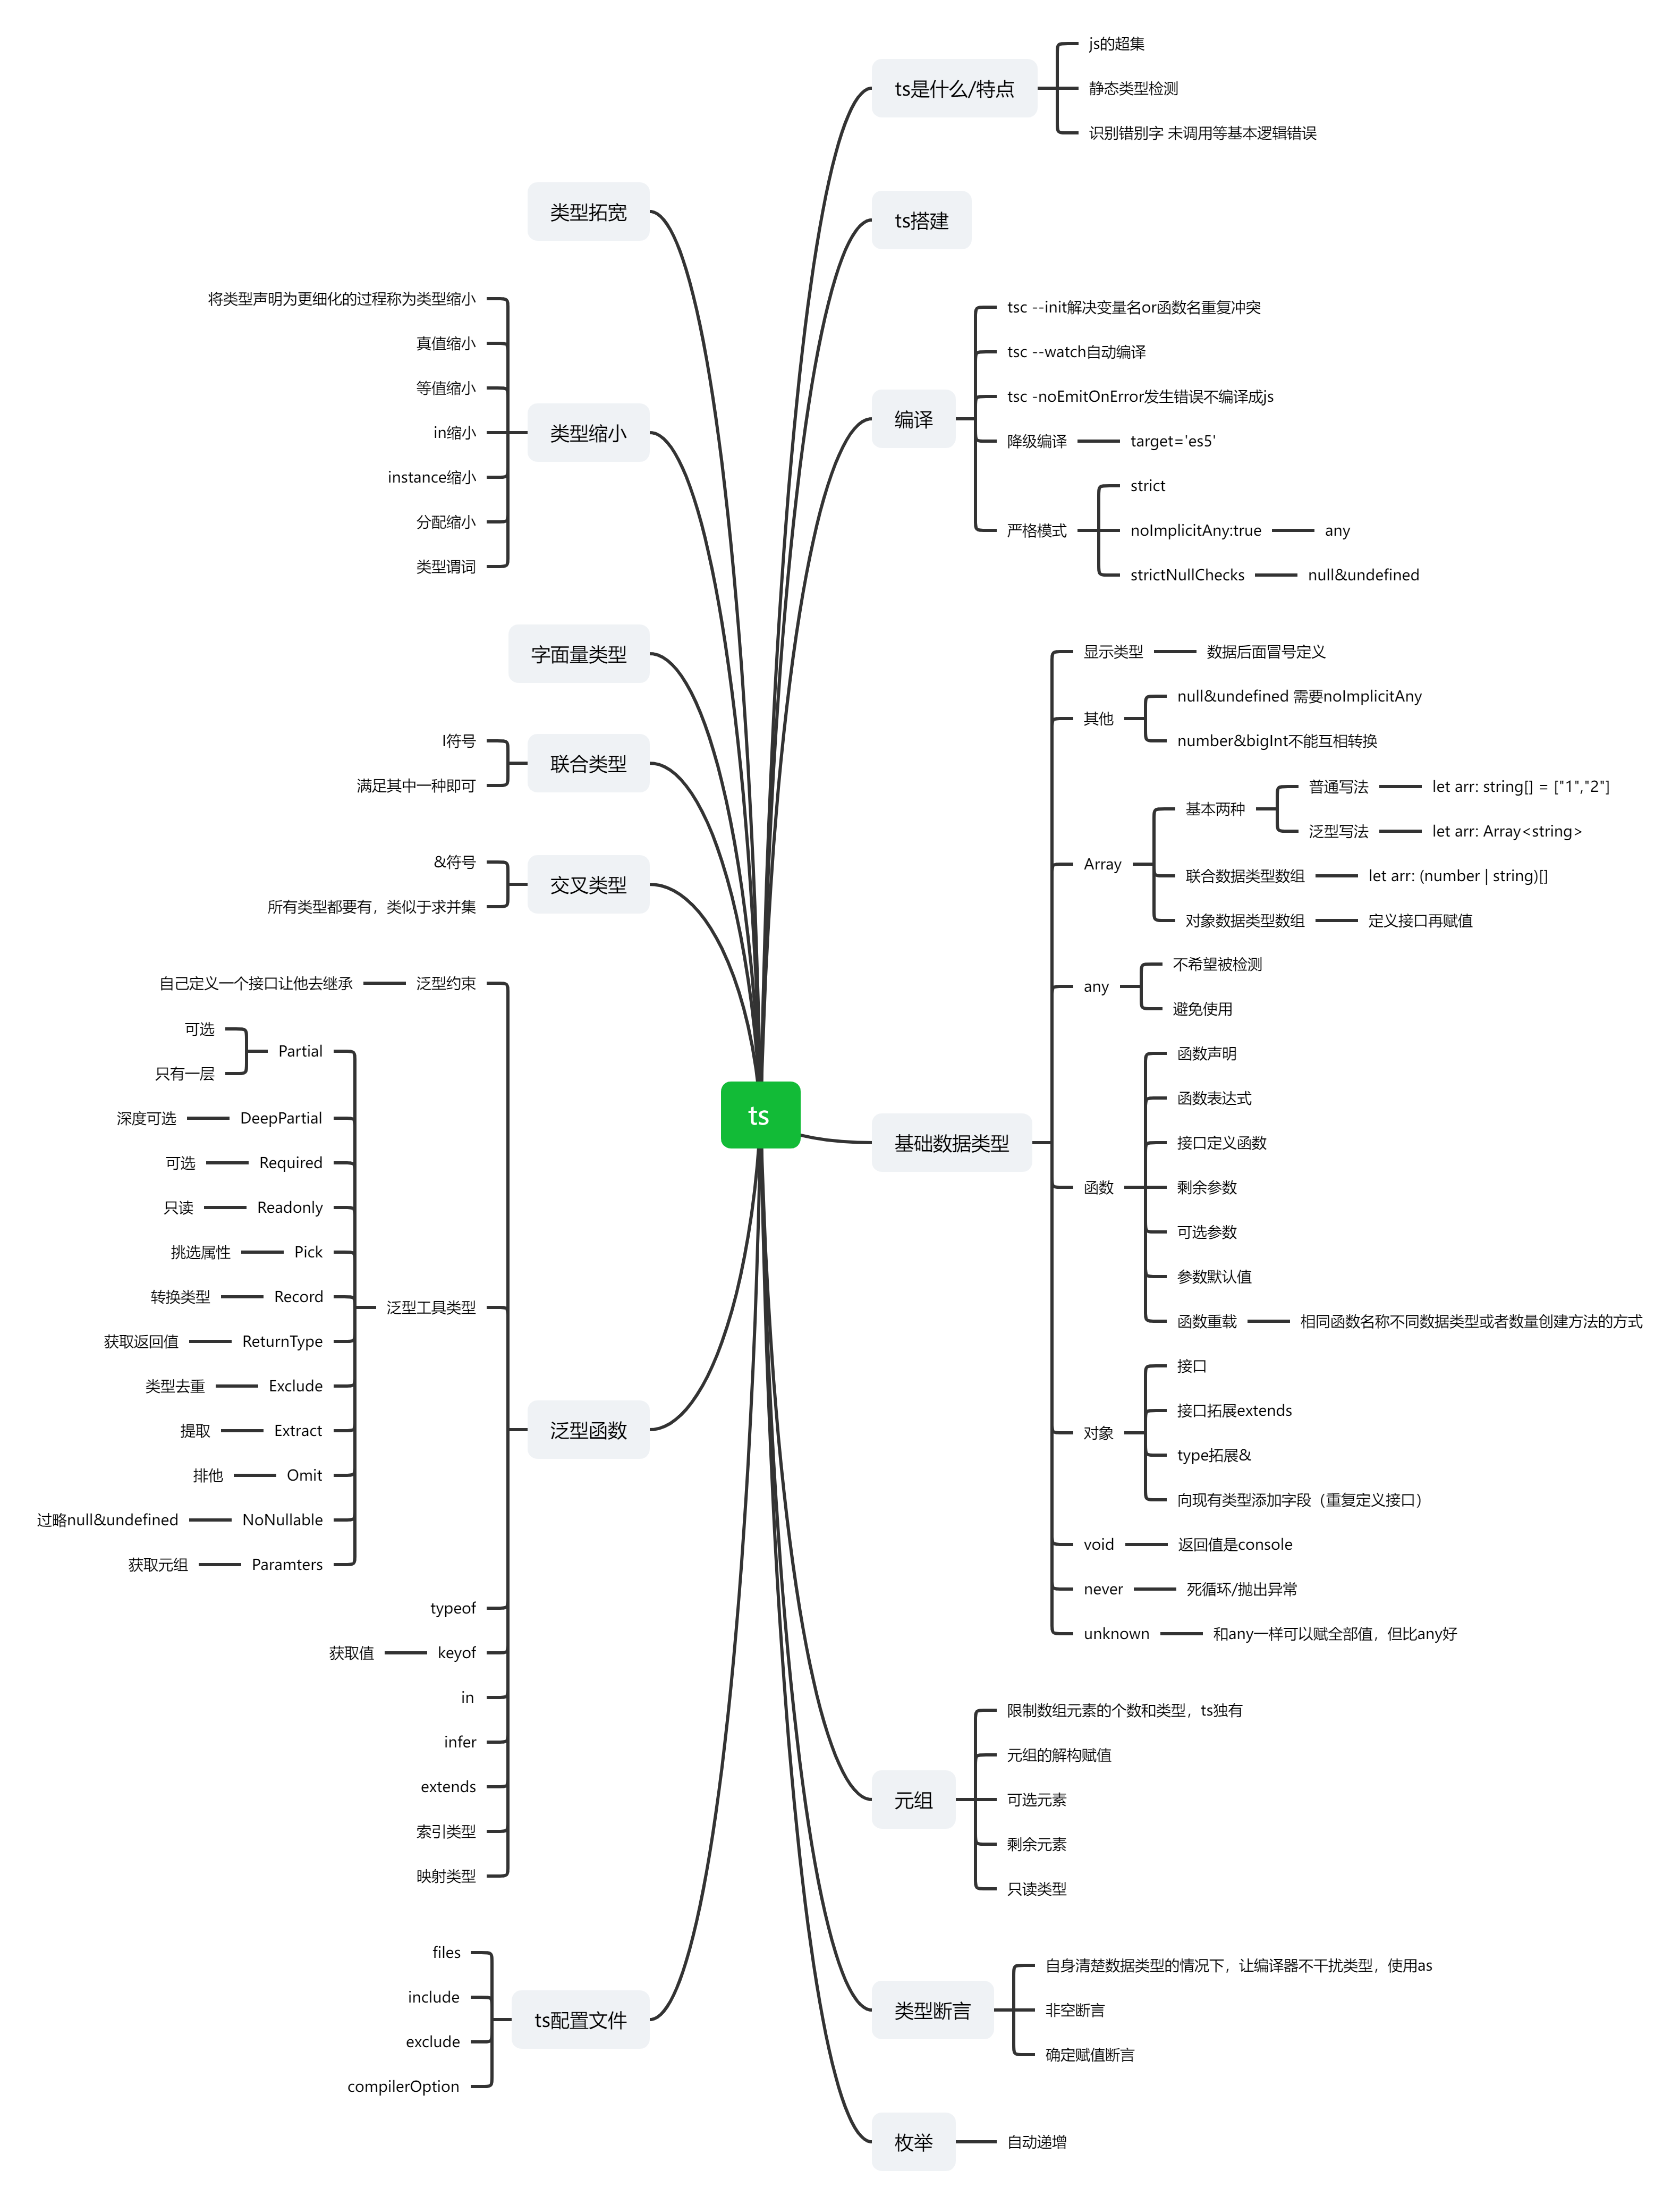 ts
ts是什么/特点
js的超集
静态类型检测
识别错别字 未调用等基本逻辑错误
ts搭建
编译
tsc --init解决变量名or函数名重复冲突
tsc --watch自动编译
tsc -noEmitOnError发生错误不编译成js
降级编译
target='es5'
严格模式
strict
noImplicitAny:true
any
strictNullChecks
null&undefined
基础数据类型
显示类型
数据后面冒号定义
其他
null&undefined 需要noImplicitAny
number&bigInt不能互相转换
Array
基本两种
普通写法
let arr: string[] = ["1","2"]
泛型写法
let arr: Array<string>
联合数据类型数组
let arr: (number | string)[]
对象数据类型数组
定义接口再赋值
any
不希望被检测
避免使用
函数
函数声明
函数表达式
接口定义函数
剩余参数
可选参数
参数默认值
函数重载
相同函数名称不同数据类型或者数量创建方法的方式
对象
接口
接口拓展extends
type拓展&
向现有类型添加字段（重复定义接口）
void
返回值是console
never
死循环/抛出异常
unknown
和any一样可以赋全部值，但比any好
元组
限制数组元素的个数和类型，ts独有
元组的解构赋值
可选元素
剩余元素
只读类型
类型断言
自身清楚数据类型的情况下，让编译器不干扰类型，使用as
非空断言
确定赋值断言
枚举
自动递增
类型拓宽
类型缩小
将类型声明为更细化的过程称为类型缩小
真值缩小
等值缩小
in缩小
instance缩小
分配缩小
类型谓词
字面量类型
联合类型
I符号
满足其中一种即可
交叉类型
&符号
所有类型都要有，类似于求并集
泛型函数
泛型约束
自己定义一个接口让他去继承
泛型工具类型
Partial
可选
只有一层
DeepPartial
深度可选
Required
可选
Readonly
只读
Pick
挑选属性
Record
转换类型
ReturnType
获取返回值
Exclude
类型去重
Extract
提取
Omit
排他
NoNullable
过略null&undefined
Paramters
获取元组
typeof
keyof
获取值
in
infer
extends
索引类型
映射类型
ts配置文件
files
include
exclude
compilerOption